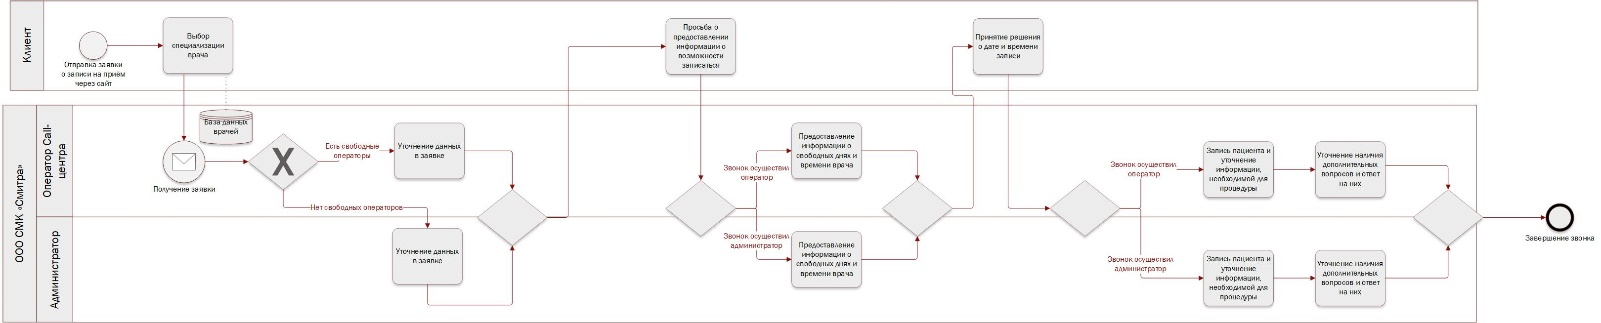 Клиент
Отправка заявки
о записи на приём
через сайт
Выбор
специализации
врача
Просьба о
предоставлении
информации о
возможности
записаться
Принятие решения
о дате и времени
записи
ООО СМК «Смитра»
Оператор Call-
центра
Администратор
База данных
врачей
Получение заявки
X
Есть свободные
операторы
Нет свободных операторов
Уточнение данных
в заявке
Уточнение данных
в заявке
Звонок осуществил
оператор
Звонок осуществил
администратор
Предоставление
информации о
свободных днях и
времени врача
Предоставление
информации о
свободных днях и
времени врача
Звонок осуществил
оператор
Звонок осуществил
администратор
Запись пациента и
уточнение
информации,
необходимой для
процедуры
Уточнение наличия
дополнительных
вопросов и ответ
на них
Запись пациента и
уточнение
информации,
необходимой для
процедуры
Уточнение наличия
дополнительных
вопросов и ответ
на них
Завершение звонка